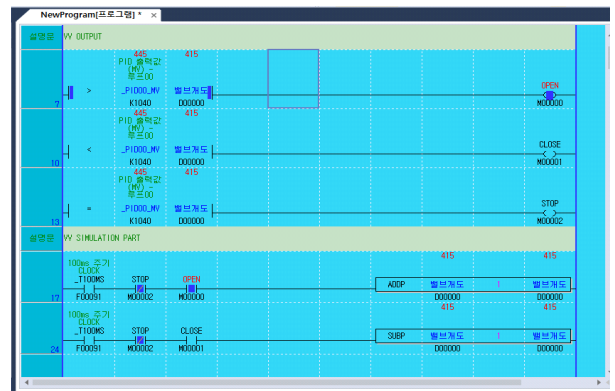 NewProgram[프로그램] *
설명문 VV OUTPUT
445 415
PID 출력값
(MV) -
루프00
> _PID00_MV 밸브개도 OPEN
7 K1040 D00000 M00000
445 415
PID 출력값
(MV) -
루프00
< _PID00_MV 밸브개도 CLOSE
10 K1040 D00000 M00001
445 415
PID 출력값
(MV) -
루프00
= _PID00_MV 밸브개도 STOP
13 K1040 D00000 M00002
설명문 VV SIMULATION PART
415 415
100ms 주기
CLOCK
_T100MS STOP OPEN ADDP 밸브개도 1 밸브개도
17 F00091 M00002 M00000 D00000 D00000
415 415
100ms 주기
CLOCK
_T100MS STOP CLOSE SUBP 밸브개도 1 밸브개도
24 F00091 M00002 M00001 D00000 D00000